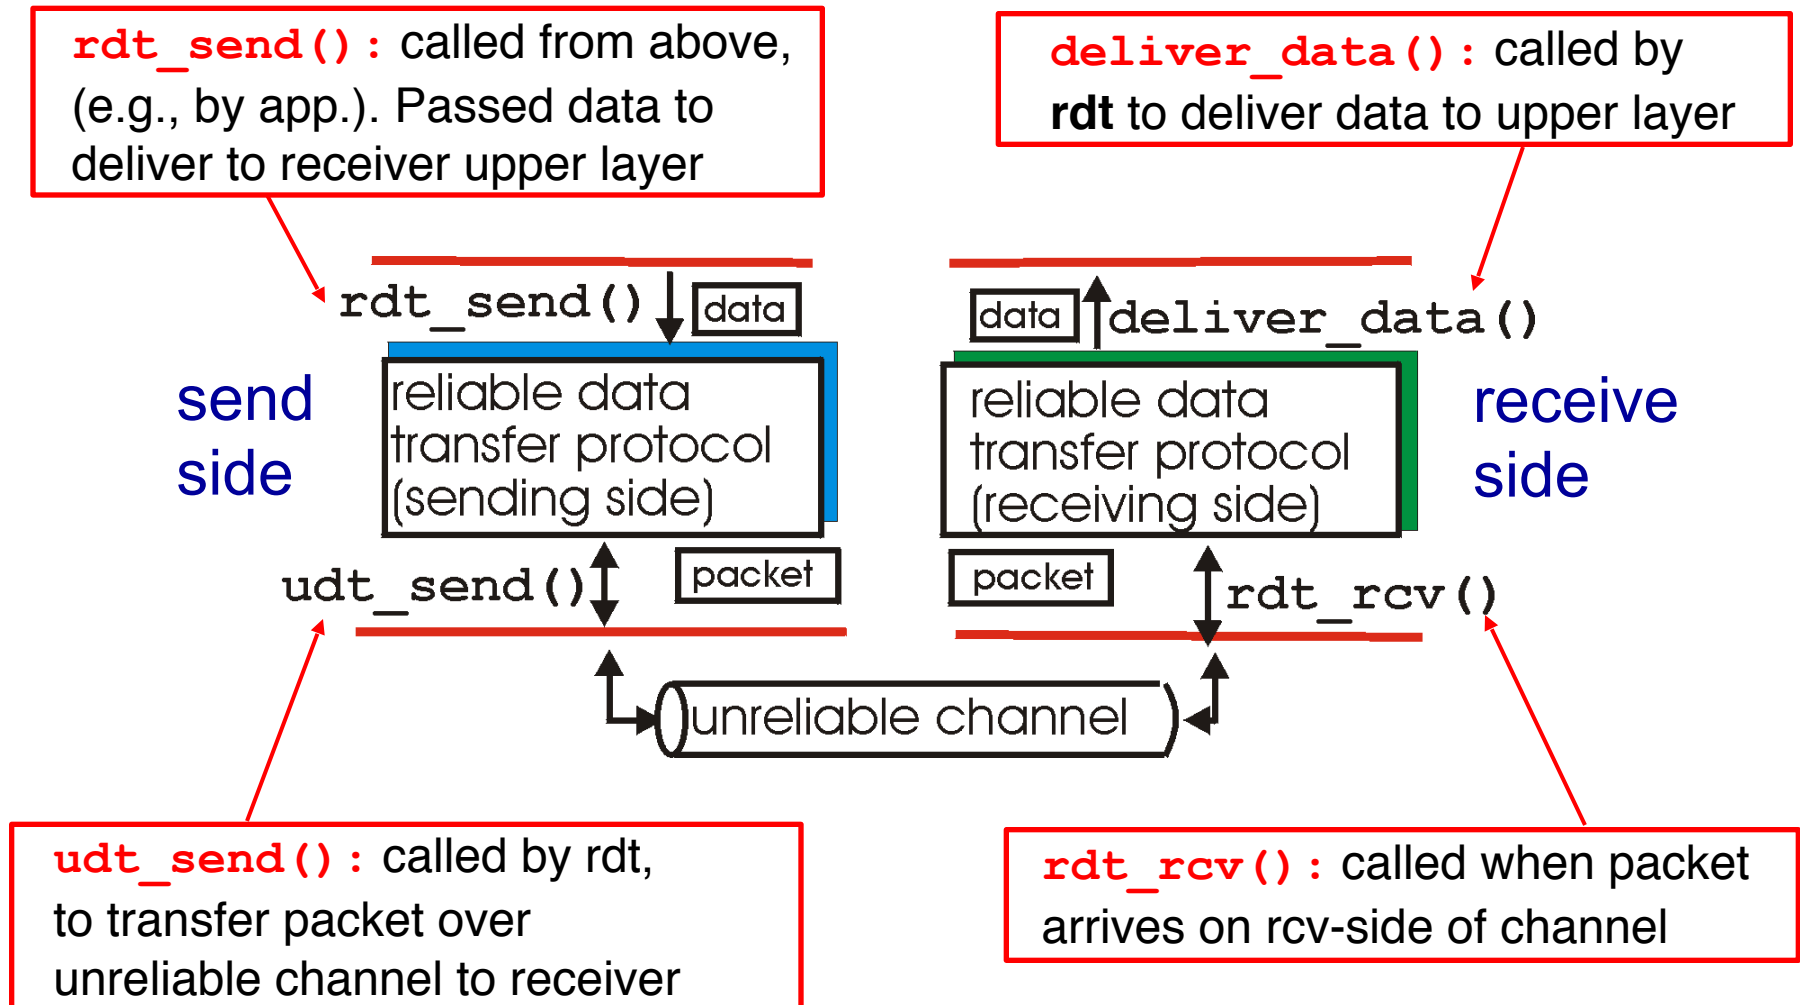 rdt_send(): called from above,
(e.g., by app.). Passed data to
deliver to receiver upper layer
deliver_data(): called by
rdt to deliver data to upper layer
rdt_send()
data
data
deliver_data()
send
side
reliable data
transfer protocol
(sending side)
reliable data
transfer protocol
(receiving side)
receive
side
udt_send()
packet
packet
rdt_rcv()
unreliable channel
udt_send(): called by rdt,
to transfer packet over
unreliable channel to receiver
rdt_rcv(): called when packet
arrives on rcv-side of channel